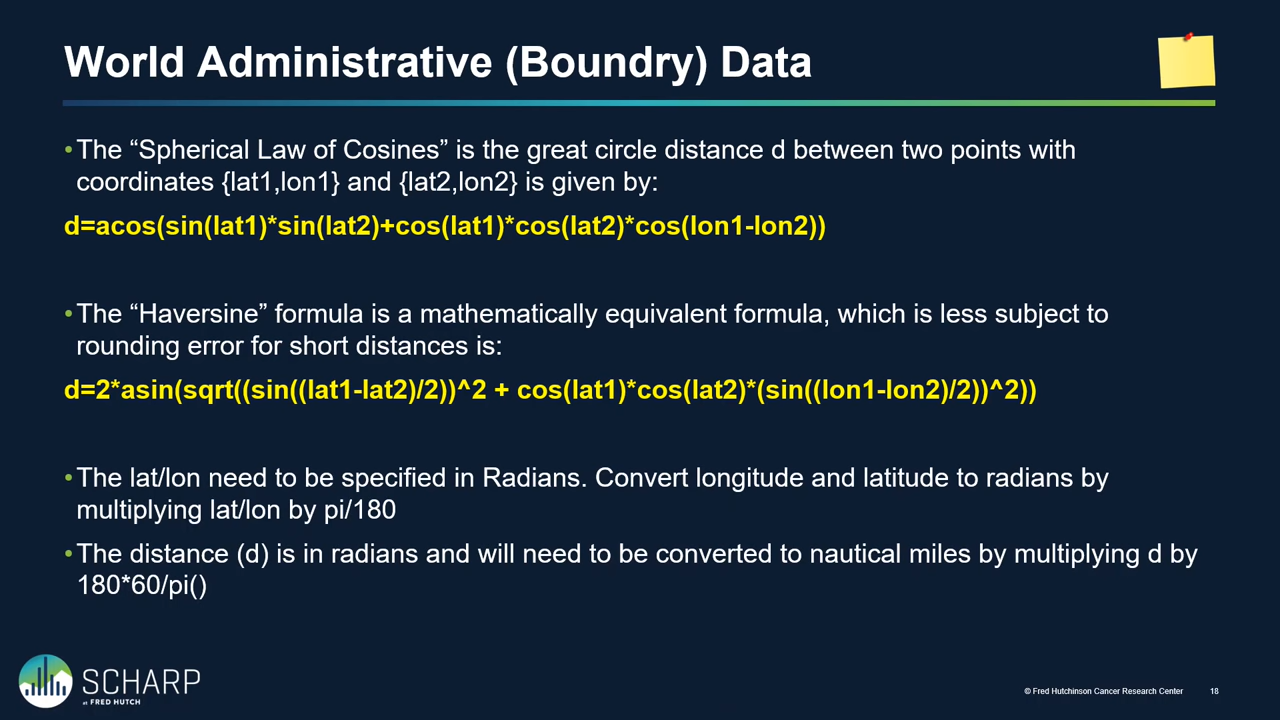 World Administrative (Boundry) Data
•The “Spherical Law of Cosines” is the great circle distance d between two points with
coordinates {lat1,lon1} and {lat2,lon2} is given by:
d=acos(sin(lat1)*sin(lat2)+cos(lat1)*cos(lat2)*cos(lon1-lon2))
•The “Haversine” formula is a mathematically equivalent formula, which is less subject to
rounding error for short distances is:
d=2*asin(sqrt((sin((lat1-lat2)/2))^2 + cos(lat1)*cos(lat2)*(sin((lon1-lon2)/2))^2))
•The lat/lon need to be specified in Radians. Convert longitude and latitude to radians by
multiplying lat/lon by pi/180
•The distance (d) is in radians and will need to be converted to nautical miles by multiplying d by
180*60/pi()
SCHARP
at FRED HUTCH
© Fred Hutchinson Cancer Research Center 18